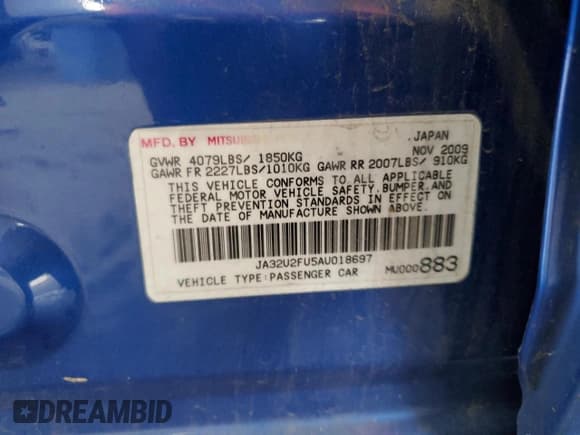 MFD. BY MITSUBI JAPAN
GVWR 4079LBS/ 1850KG NOV 2009
GAWR FR 2227LBS/1010KG GAWR RR 2007LBS/ 910KG
THIS VEHICLE CONFORMS TO ALL APPLICABLE
FEDERAL MOTOR VEHICLE SAFETY, BUMPER, AND
THEFT PREVENTION STANDARDS IN EFFECT ON
THE DATE OF MANUFACTURE SHOWN ABOVE.
JA32U2FU5AU018697
VEHICLE TYPE:PASSENGER CAR MU000883
DREAMBID